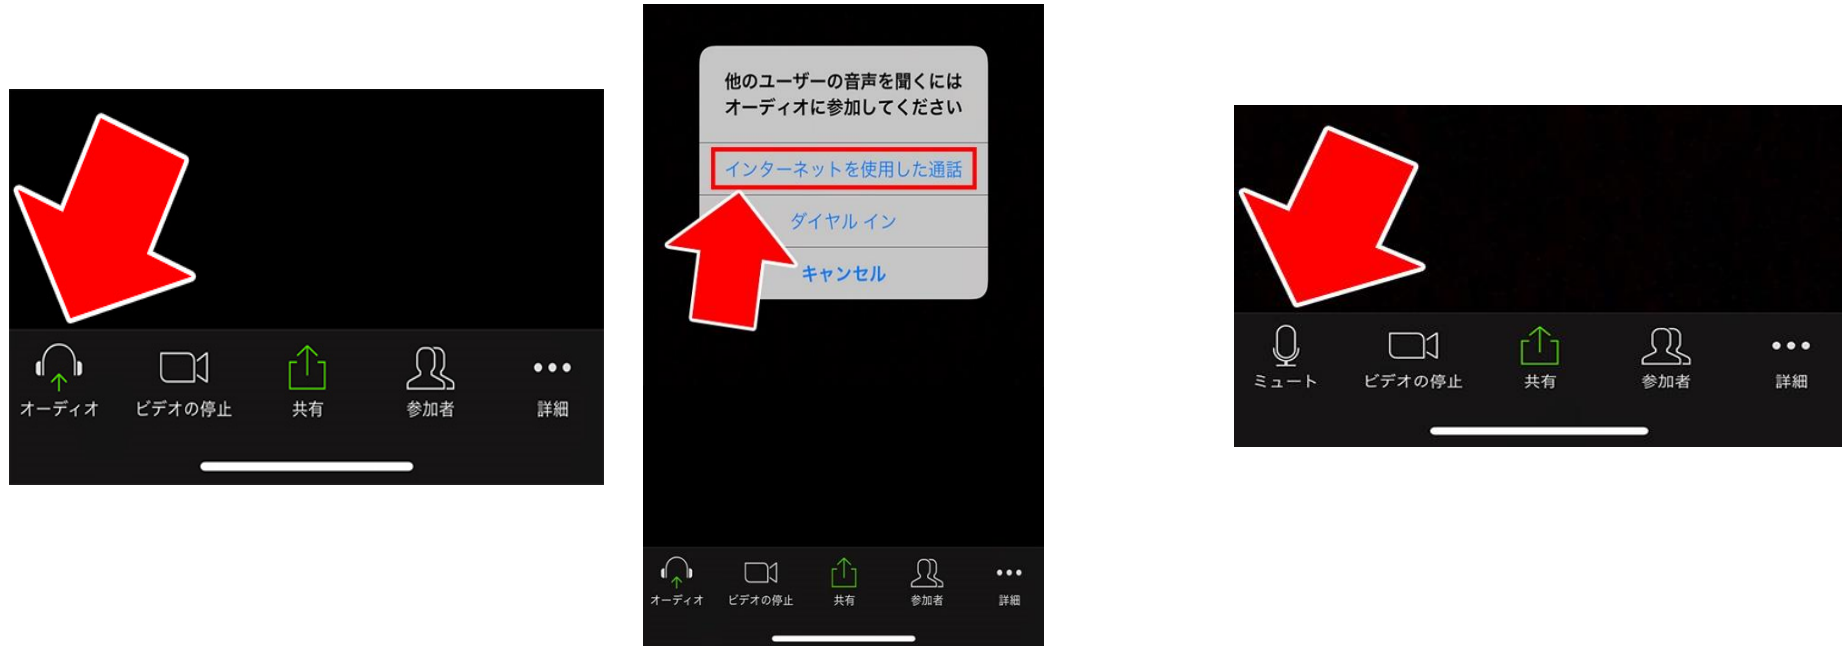 オーディオ
ビデオの停止
共有
参加者
詳細
他のユーザーの音声を聞くには
オーディオに参加してください
インターネットを使用した通話
ダイヤル イン
キャンセル
オーディオ
ビデオの停止
共有
参加者
詳細
ミュート
ビデオの停止
共有
参加者
詳細